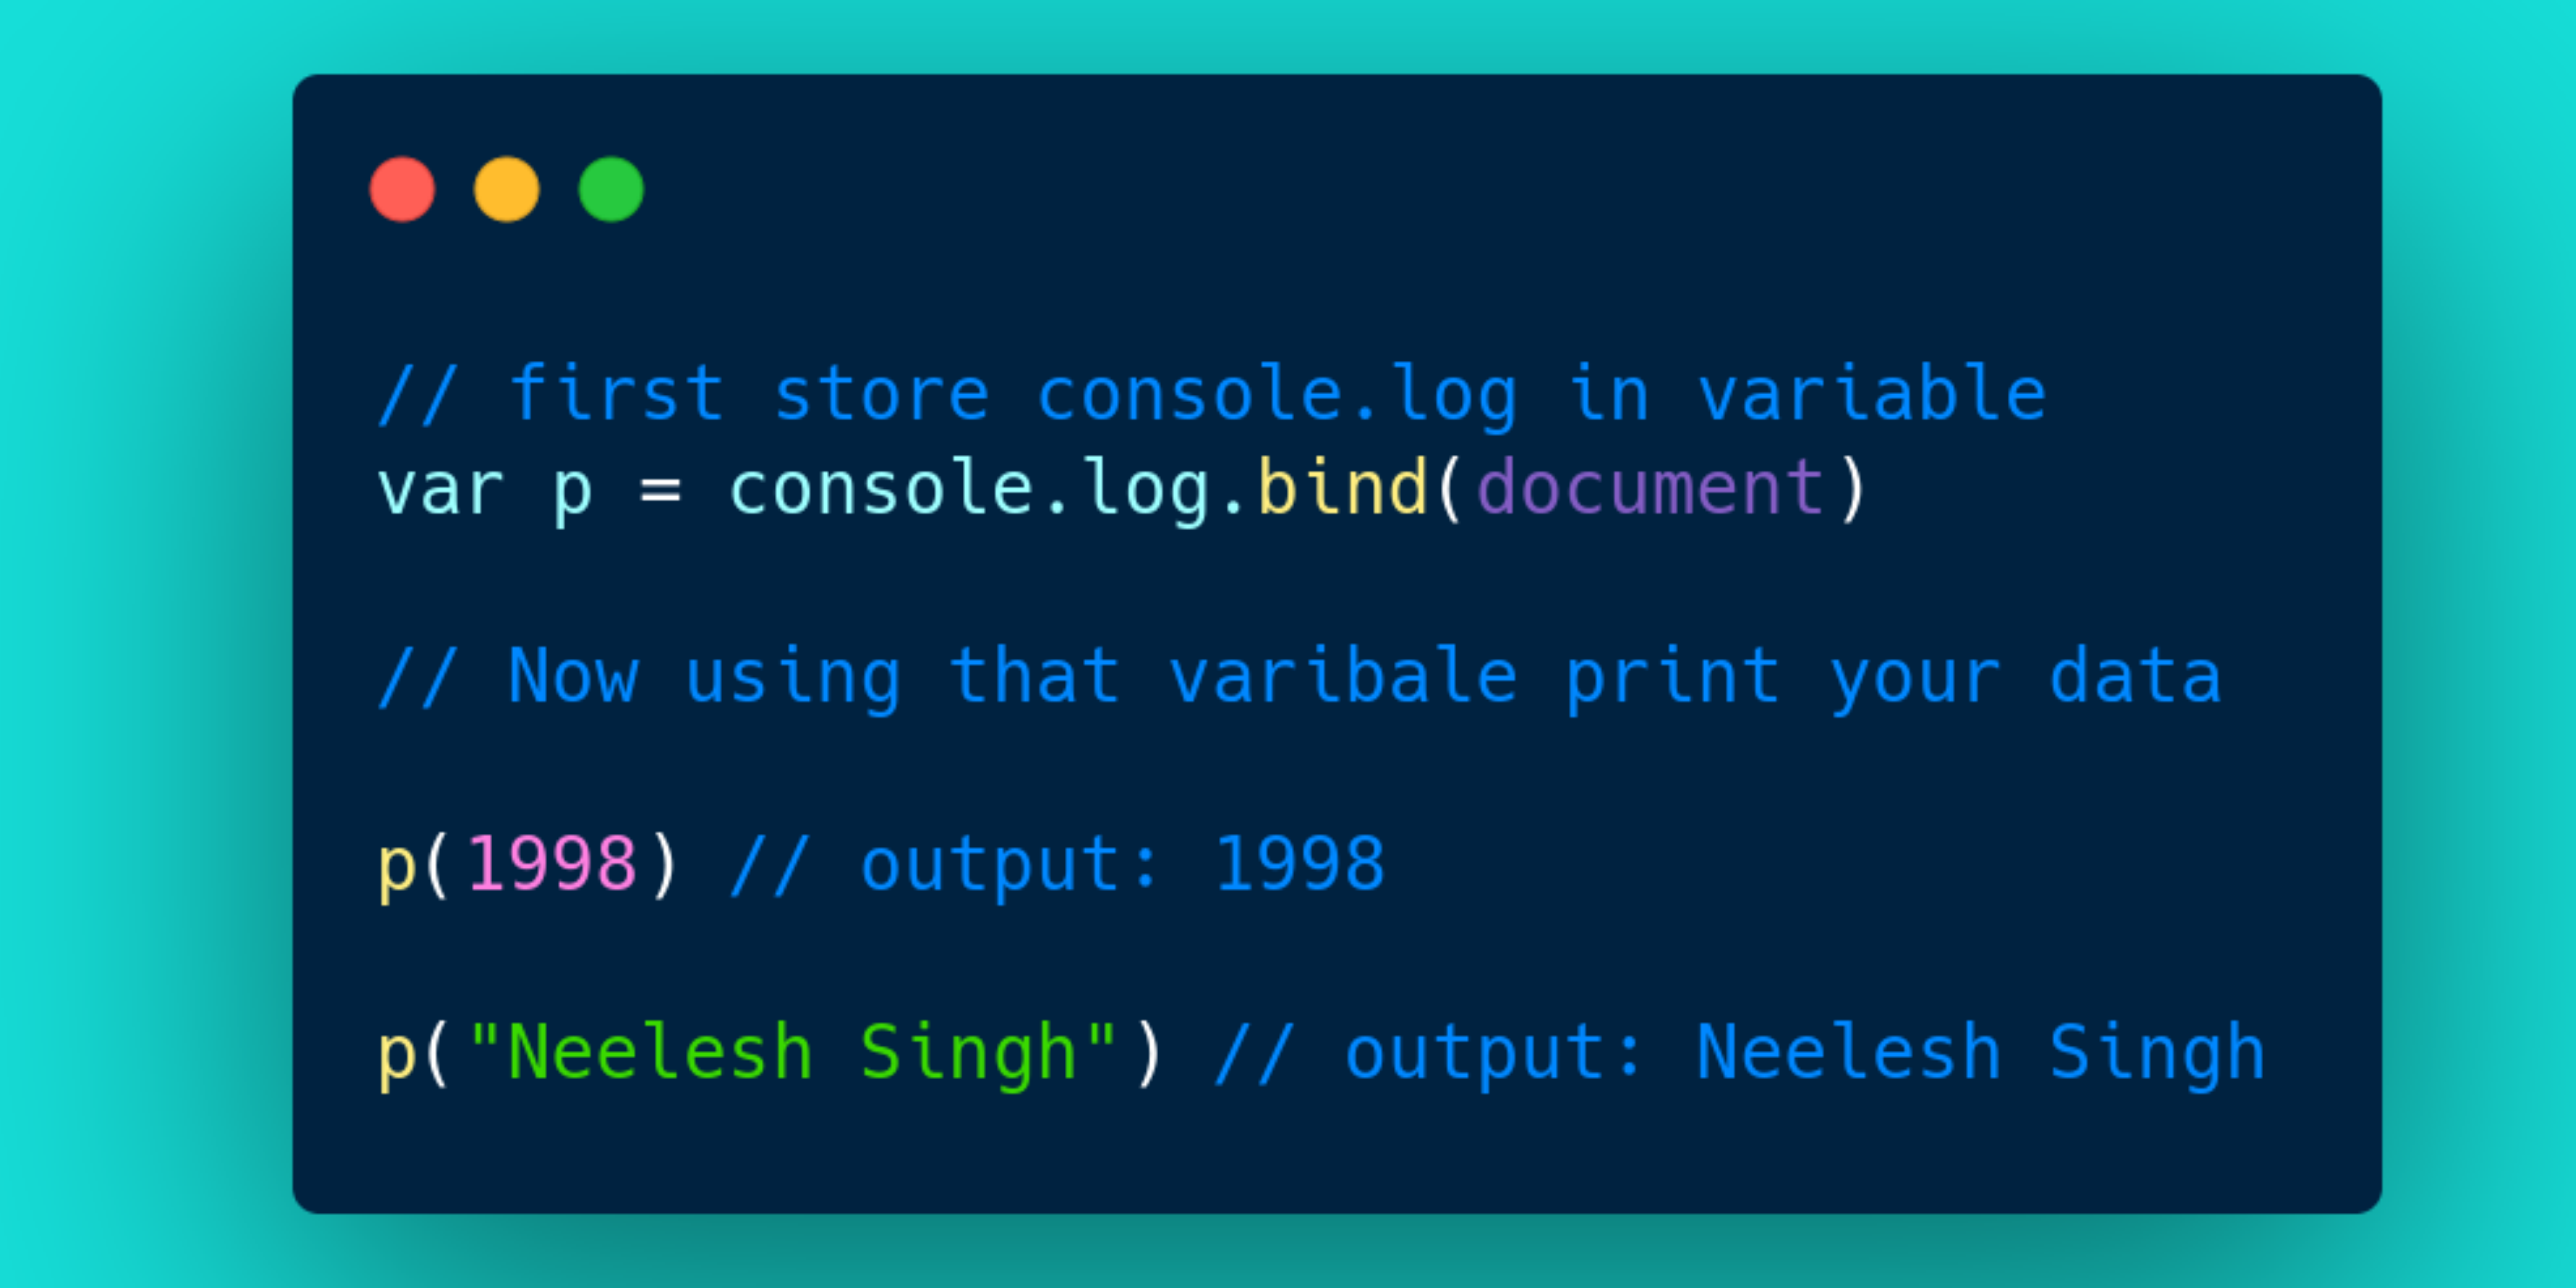 // first store console.log in variable
var p = console.log.bind(document)
// Now using that varibale print your data
p(1998) // output: 1998
p("Neelesh Singh") // output: Neelesh Singh